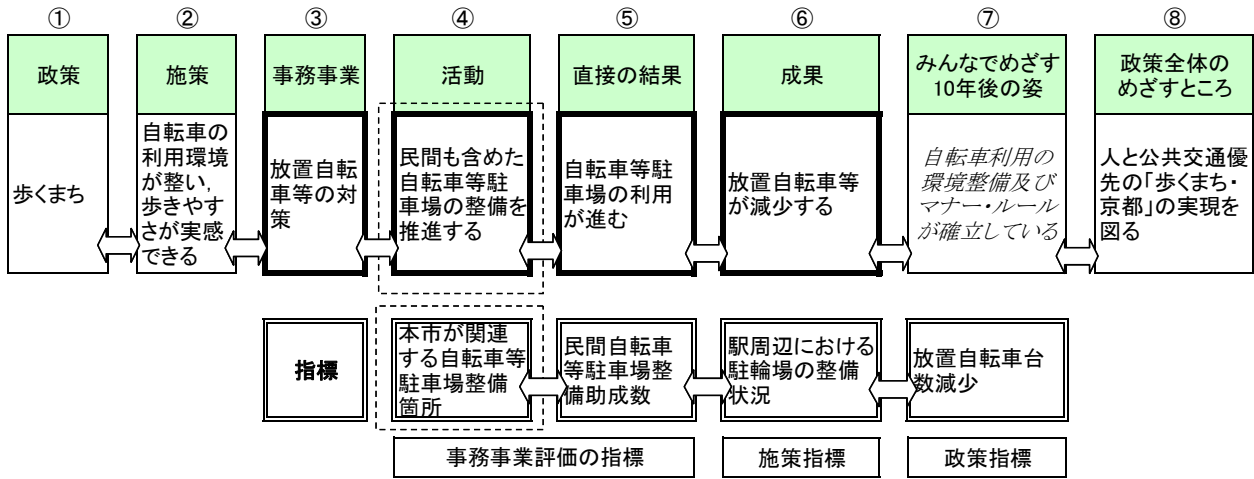 ①
②
③
④
⑤
⑥
⑦
⑧
政策
施策
事務事業
活動
直接の結果
成果
みんなでめざす
10年後の姿
政策全体の
めざすところ
歩くまち
自転車の
利用環境
が整い,
歩きやす
さが実感
できる
放置自転
車等の対
策
民間も含めた
自転車等駐
車場の整備を
推進する
自転車等駐
車場の利用
が進む
放置自転車等
が減少する
自転車利用の
環境整備及び
マナー・ルール
が確立している
人と公共交通優
先の「歩くまち・
京都」の実現を
図る
指標
本市が関連
する自転車等
駐車場整備
箇所
民間自転車
等駐車場整
備助成数
駅周辺における
駐輪場の整備
状況
放置自転車台
数減少
事務事業評価の指標
施策指標
政策指標